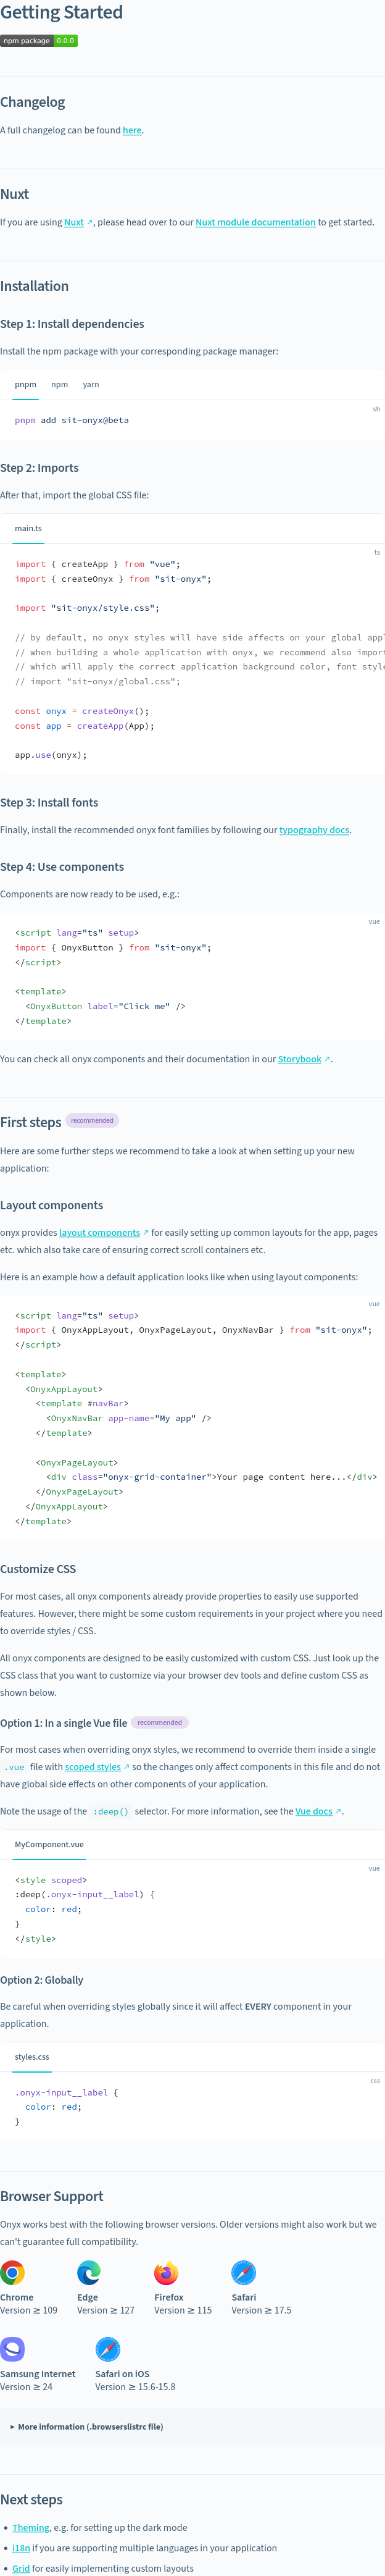 Getting Started
npm package 0.0.0
Changelog
A full changelog can be found here.
Nuxt
If you are using Nuxt ↗, please head over to our Nuxt module documentation to get started.
Installation
Step 1: Install dependencies
Install the npm package with your corresponding package manager:
pnpm npm yarn
sh
pnpm add sit-onyx@beta
Step 2: Imports
After that, import the global CSS file:
main.ts
ts
import { createApp } from "vue";
import { createOnyx } from "sit-onyx";
import "sit-onyx/style.css";
// by default, no onyx styles will have side affects on your global appl
// when building a whole application with onyx, we recommend also import
// which will apply the correct application background color, font style
// import "sit-onyx/global.css";
const onyx = createOnyx();
const app = createApp(App);
app.use(onyx);
Step 3: Install fonts
Finally, install the recommended onyx font families by following our typography docs.
Step 4: Use components
Components are now ready to be used, e.g.:
vue
<script lang="ts" setup>
import { OnyxButton } from "sit-onyx";
</script>
<template>
  <OnyxButton label="Click me" />
</template>
You can check all onyx components and their documentation in our Storybook ↗.
First steps recommended
Here are some further steps we recommend to take a look at when setting up your new
application:
Layout components
onyx provides layout components ↗ for easily setting up common layouts for the app, pages
etc. which also take care of ensuring correct scroll containers etc.
Here is an example how a default application looks like when using layout components:
vue
<script lang="ts" setup>
import { OnyxAppLayout, OnyxPageLayout, OnyxNavBar } from "sit-onyx";
</script>
<template>
  <OnyxAppLayout>
    <template #navBar>
      <OnyxNavBar app-name="My app" />
    </template>
    <OnyxPageLayout>
      <div class="onyx-grid-container">Your page content here...</div>
    </OnyxPageLayout>
  </OnyxAppLayout>
</template>
Customize CSS
For most cases, all onyx components already provide properties to easily use supported
features. However, there might be some custom requirements in your project where you need
to override styles / CSS.
All onyx components are designed to be easily customized with custom CSS. Just look up the
CSS class that you want to customize via your browser dev tools and define custom CSS as
shown below.
Option 1: In a single Vue file recommended
For most cases when overriding onyx styles, we recommend to override them inside a single
.vue file with scoped styles ↗ so the changes only affect components in this file and do not
have global side effects on other components of your application.
Note the usage of the :deep() selector. For more information, see the Vue docs ↗.
MyComponent.vue
vue
<style scoped>
:deep(.onyx-input__label) {
  color: red;
}
</style>
Option 2: Globally
Be careful when overriding styles globally since it will affect EVERY component in your
application.
styles.css
css
.onyx-input__label {
  color: red;
}
Browser Support
Onyx works best with the following browser versions. Older versions might also work but we
can't guarantee full compatibility.
Chrome
Version ≥ 109
Edge
Version ≥ 127
Firefox
Version ≥ 115
Safari
Version ≥ 17.5
Samsung Internet
Version ≥ 24
Safari on iOS
Version ≥ 15.6-15.8
▸ More information (.browserslistrc file)
Next steps
• Theming, e.g. for setting up the dark mode
• i18n if you are supporting multiple languages in your application
• Grid for easily implementing custom layouts